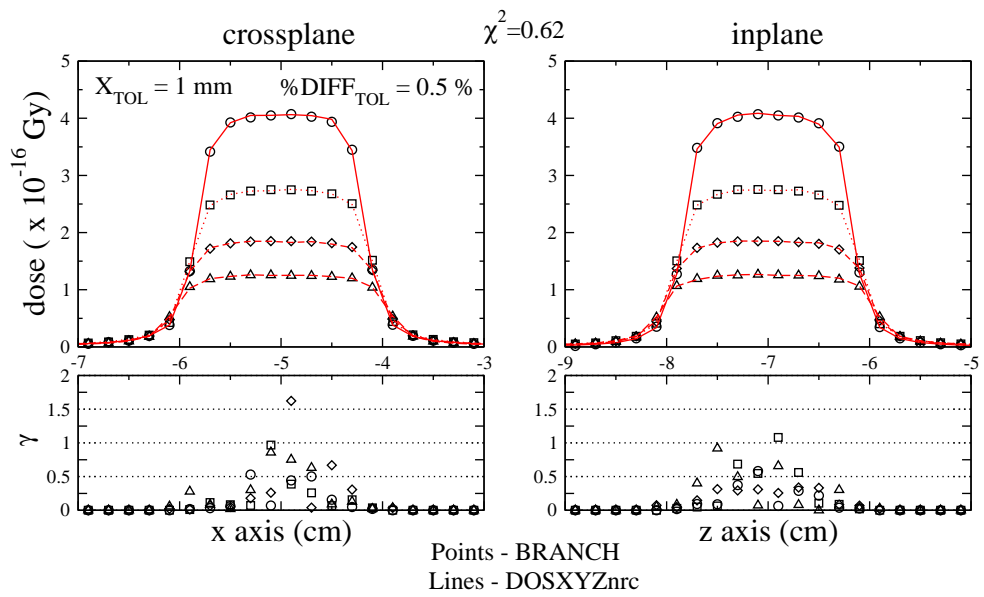 crossplane
χ²=0.62
inplane
X_TOL = 1 mm
%DIFF_TOL = 0.5 %
dose ( x 10⁻¹⁶ Gy)
5
4
3
2
1
0
-7 -6 -5 -4 -3
-9 -8 -7 -6 -5
γ
2
1.5
1
0.5
0
x axis (cm)
z axis (cm)
Points - BRANCH
Lines - DOSXYZnrc
5
4
3
2
1
0
2
1.5
1
0.5
0